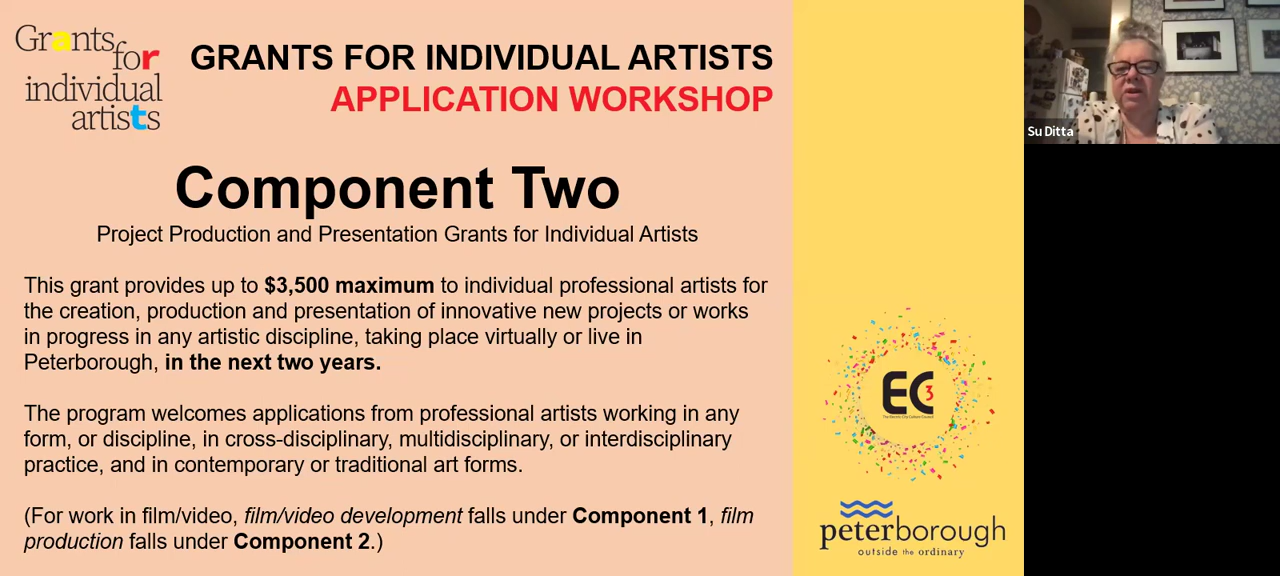 Grants
for
individual
artists
GRANTS FOR INDIVIDUAL ARTISTS
APPLICATION WORKSHOP
Component Two
Project Production and Presentation Grants for Individual Artists
This grant provides up to $3,500 maximum to individual professional artists for
the creation, production and presentation of innovative new projects or works
in progress in any artistic discipline, taking place virtually or live in
Peterborough, in the next two years.
The program welcomes applications from professional artists working in any
form, or discipline, in cross-disciplinary, multidisciplinary, or interdisciplinary
practice, and in contemporary or traditional art forms.
(For work in film/video, film/video development falls under Component 1, film
production falls under Component 2.)
EC3
The Electric City Culture Council
peterborough
outside the ordinary
Su Ditta